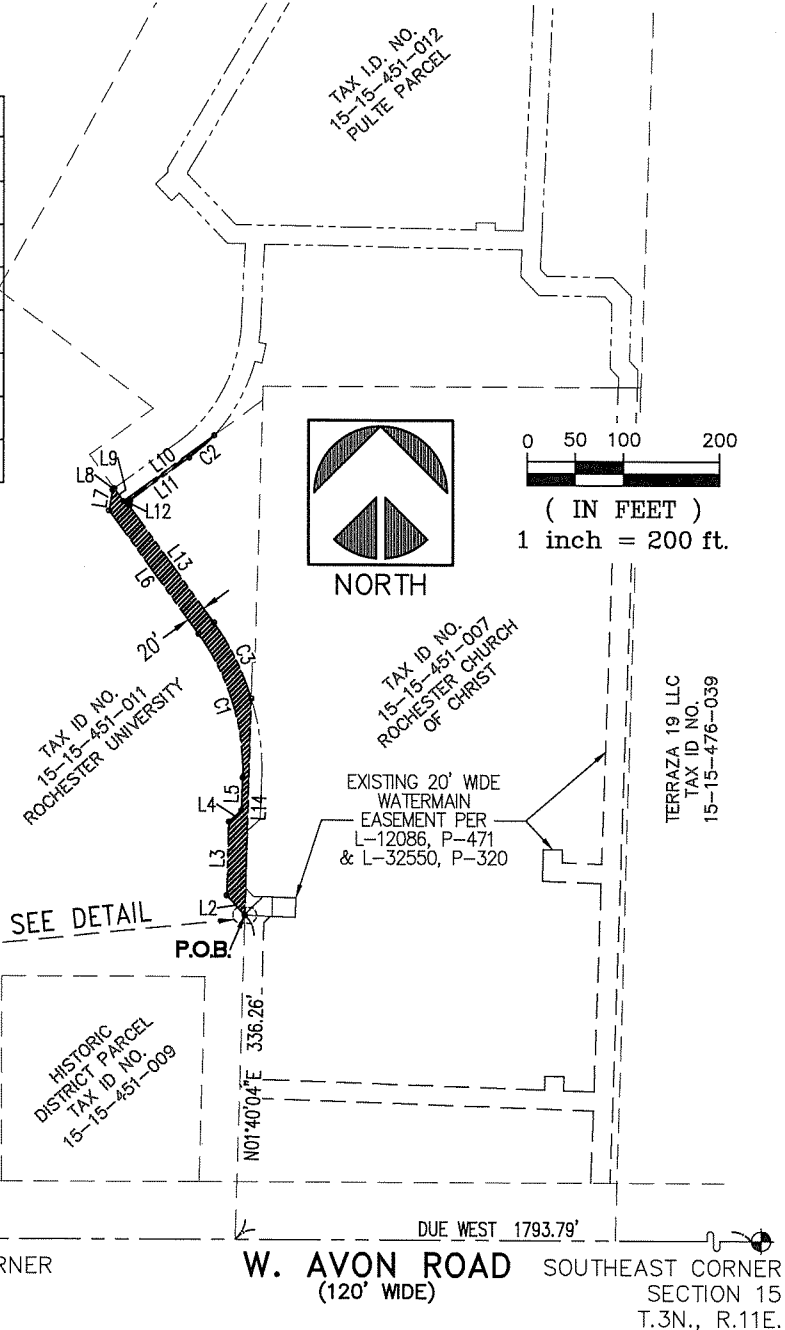 TAX I.D. NO.
15-15-451-012
PULTE PARCEL
0 50 100 200
( IN FEET )
1 inch = 200 ft.
NORTH
L8
L9
L10
L11
C2
L7
L12
L6
L13
20'
C3
C1
TAX ID NO.
15-15-451-011
ROCHESTER UNIVERSITY
TAX ID NO.
15-15-451-007
ROCHESTER CHURCH
OF CHRIST
TERRAZA 19 LLC
TAX ID NO.
15-15-476-039
EXISTING 20' WIDE
WATERMAIN
EASEMENT PER
L-12086, P-471
& L-32550, P-320
L4
L5
L14
L3
L2
SEE DETAIL
P.O.B.
HISTORIC
DISTRICT PARCEL
TAX ID NO.
15-15-451-009
N01°40'04"E 336.26'
DUE WEST 1793.79'
RNER
W. AVON ROAD
(120' WIDE)
SOUTHEAST CORNER
SECTION 15
T.3N., R.11E.